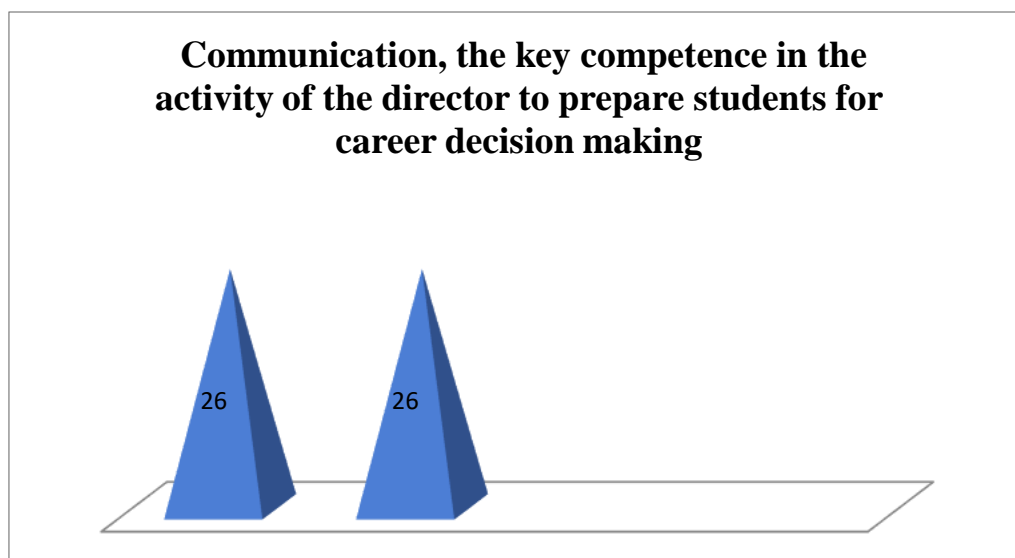 Communication, the key competence in the
activity of the director to prepare students for
career decision making
26 26